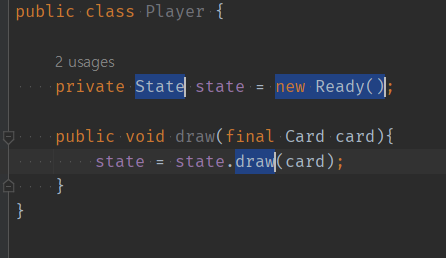 public class Player {
2 usages
private State state = new Ready();
public void draw(final Card card){
state = state.draw(card);
}
}